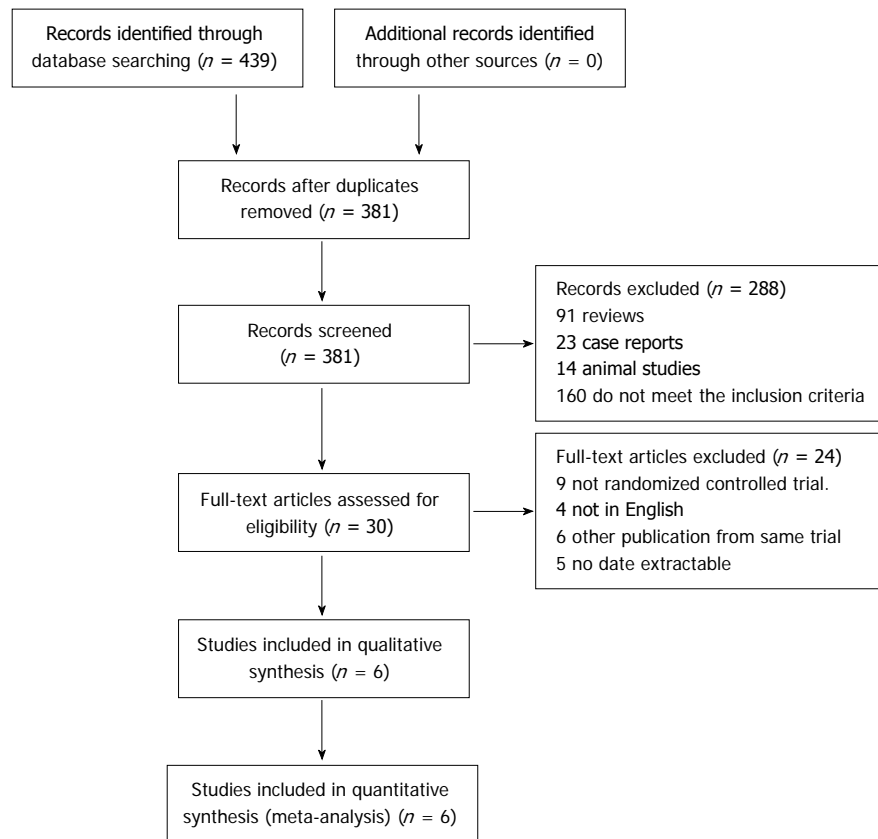 Records identified through
database searching (n = 439)
Additional records identified
through other sources (n = 0)
Records after duplicates
removed (n = 381)
Records screened
(n = 381)
Records excluded (n = 288)
91 reviews
23 case reports
14 animal studies
160 do not meet the inclusion criteria
Full-text articles assessed for
eligibility (n = 30)
Full-text articles excluded (n = 24)
9 not randomized controlled trial.
4 not in English
6 other publication from same trial
5 no date extractable
Studies included in qualitative
synthesis (n = 6)
Studies included in quantitative
synthesis (meta-analysis) (n = 6)